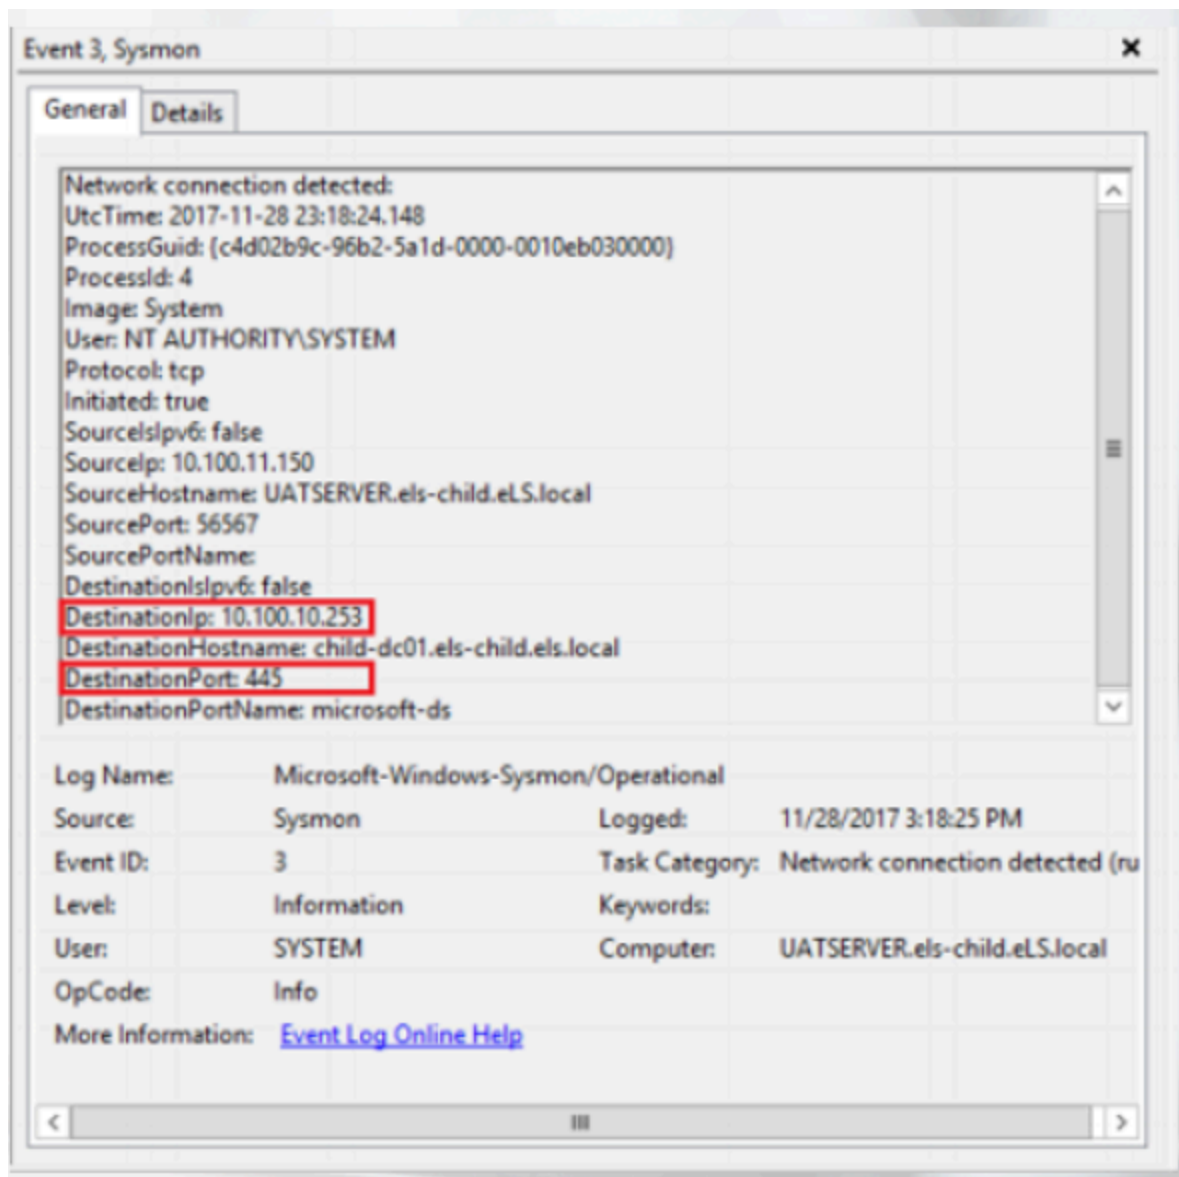 Event 3, Sysmon
General Details
Network connection detected:
UtcTime: 2017-11-28 23:18:24.148
ProcessGuid: {c4d02b9c-96b2-5a1d-0000-0010eb030000}
ProcessId: 4
Image: System
User: NT AUTHORITY\SYSTEM
Protocol: tcp
Initiated: true
SourceIsIpv6: false
SourceIp: 10.100.11.150
SourceHostname: UATSERVER.els-child.eLS.local
SourcePort: 56567
SourcePortName:
DestinationIsIpv6: false
DestinationIp: 10.100.10.253
DestinationHostname: child-dc01.els-child.els.local
DestinationPort: 445
DestinationPortName: microsoft-ds
Log Name: Microsoft-Windows-Sysmon/Operational
Source: Sysmon Logged: 11/28/2017 3:18:25 PM
Event ID: 3 Task Category: Network connection detected (ru
Level: Information Keywords:
User: SYSTEM Computer: UATSERVER.els-child.eLS.local
OpCode: Info
More Information: Event Log Online Help